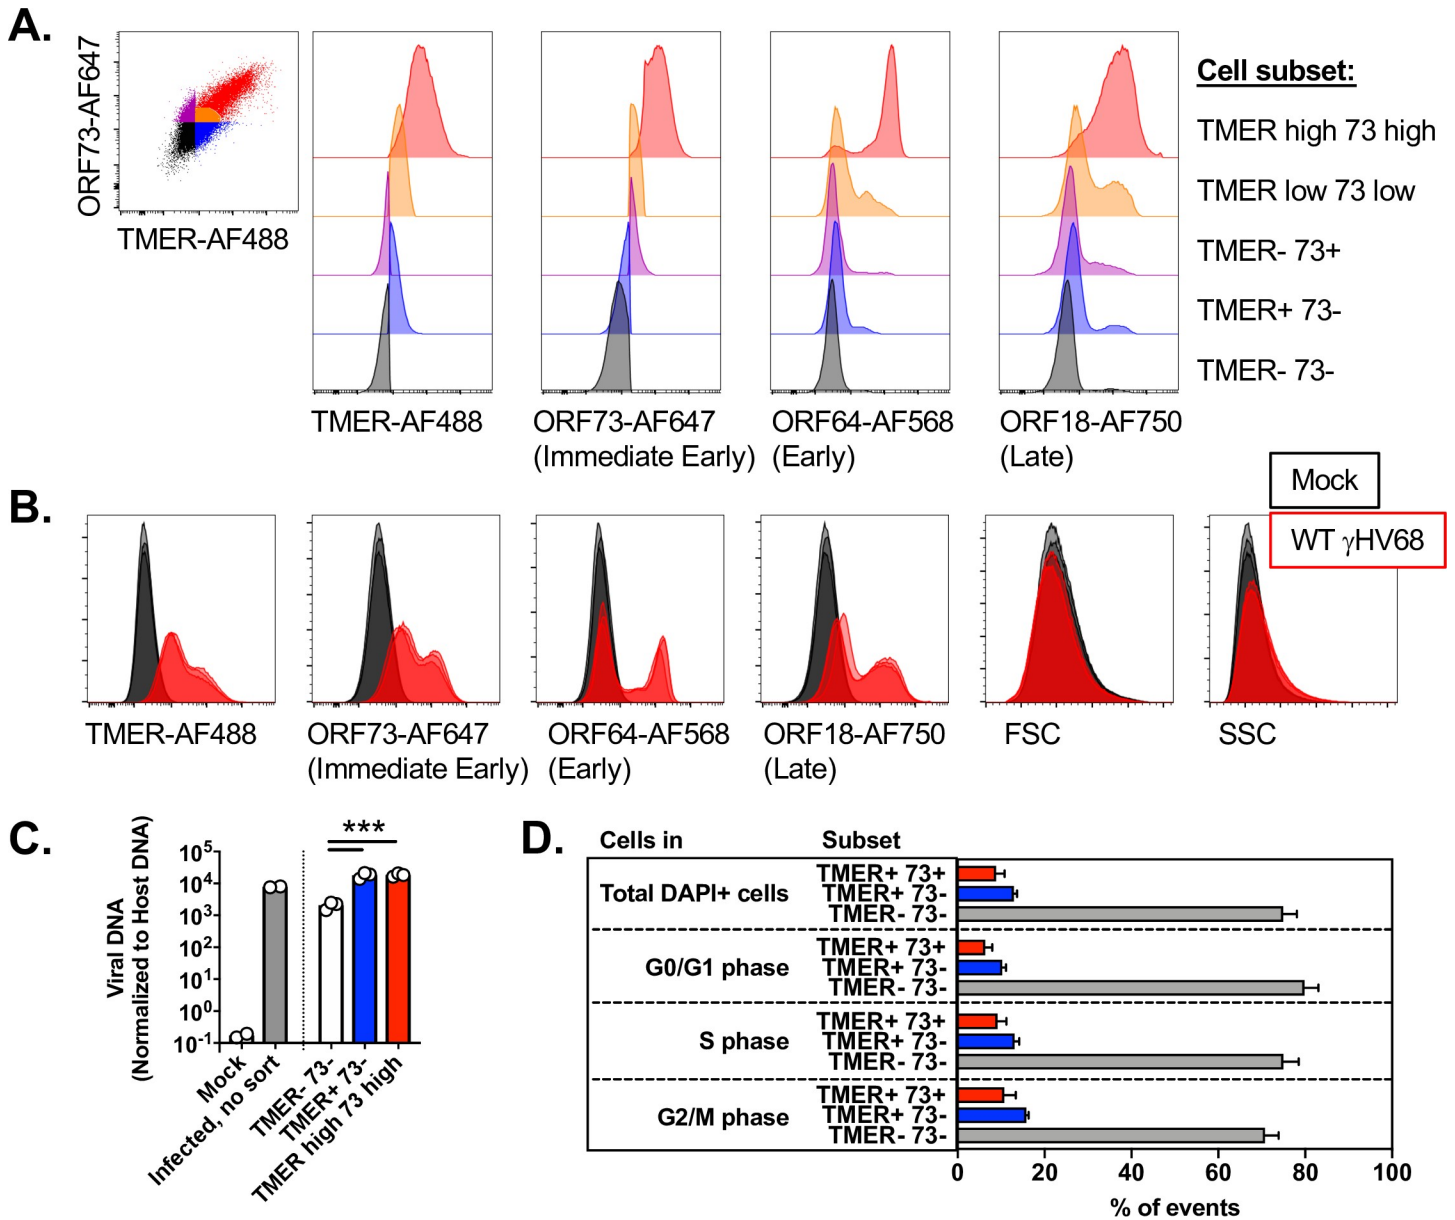 A.
ORF73-AF647
TMER-AF488
TMER-AF488
ORF73-AF647
(Immediate Early)
ORF64-AF568
(Early)
ORF18-AF750
(Late)
Cell subset:
TMER high 73 high
TMER low 73 low
TMER- 73+
TMER+ 73-
TMER- 73-
B.
Mock
WT γHV68
TMER-AF488
ORF73-AF647
(Immediate Early)
ORF64-AF568
(Early)
ORF18-AF750
(Late)
FSC
SSC
C.
Viral DNA
(Normalized to Host DNA)
10^5
10^4
10^3
10^2
10^1
10^0
10^-1
***
Mock
Infected, no sort
TMER- 73-
TMER+ 73-
TMER high 73 high
D.
Cells in Subset
Total DAPI+ cells
TMER+ 73+
TMER+ 73-
TMER- 73-
G0/G1 phase
TMER+ 73+
TMER+ 73-
TMER- 73-
S phase
TMER+ 73+
TMER+ 73-
TMER- 73-
G2/M phase
TMER+ 73+
TMER+ 73-
TMER- 73-
0 20 40 60 80 100
% of events